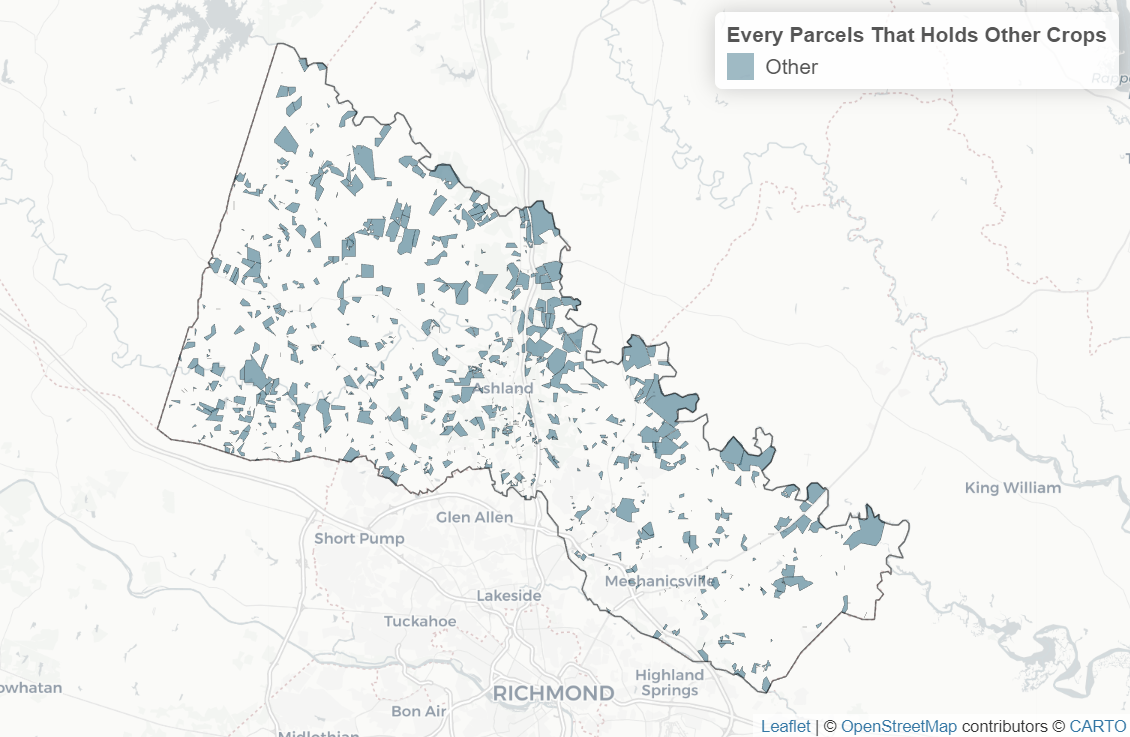 Every Parcels That Holds Other Crops
Other
Ashland
King William
Glen Allen
Short Pump
Mechanicsville
Lakeside
Tuckahoe
Highland
Springs
owhatan
RICHMOND
Bon Air
Midlothian
Leaflet | © OpenStreetMap contributors © CARTO